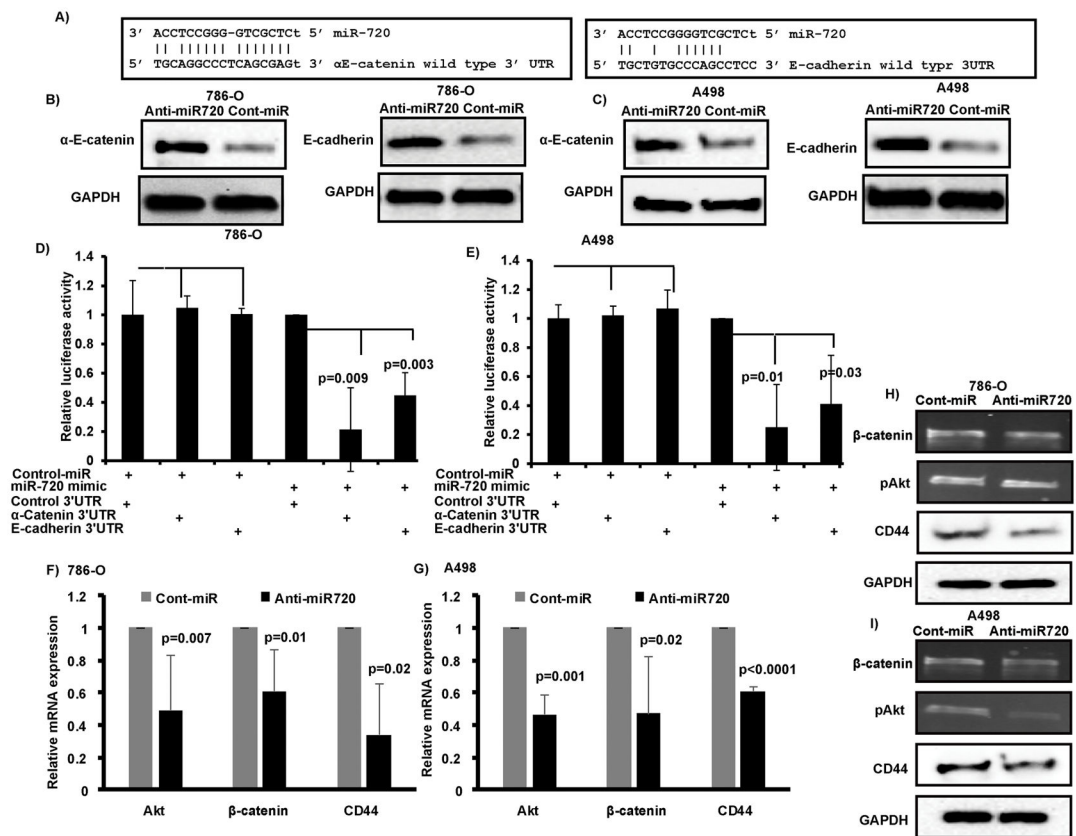 A)
3' ACCTCCGGG-GTCGCTCt 5' miR-720
5' TGCAGGCCCTCAGCGAGt 3' αE-catenin wild type 3' UTR
3' ACCTCCGGGGTCGCTCt 5' miR-720
5' TGCTGTGCCCAGCCTCC 3' E-cadherin wild typr 3UTR
B)
786-O
Anti-miR720 Cont-miR
α-E-catenin
GAPDH
786-O
Anti-miR720 Cont-miR
E-cadherin
GAPDH
C)
A498
Anti-miR720 Cont-miR
α-E-catenin
GAPDH
A498
Anti-miR720 Cont-miR
E-cadherin
GAPDH
D)
786-O
Relative luciferase activity
1.4
1.2
1
0.8
0.6
0.4
0.2
0
p=0.009
p=0.003
Control-miR + + +
miR-720 mimic + + +
Control 3'UTR + +
α-Catenin 3'UTR + +
E-cadherin 3'UTR + +
E)
A498
Relative luciferase activity
1.4
1.2
1
0.8
0.6
0.4
0.2
0
p=0.01
p=0.03
Control-miR + + +
miR-720 mimic + + +
Control 3'UTR + +
α-Catenin 3'UTR + +
E-cadherin 3'UTR + +
F) 786-O
Cont-miR
Anti-miR720
Relative mRNA expression
1.2
1
0.8
0.6
0.4
0.2
0
p=0.007
p=0.01
p=0.02
Akt
β-catenin
CD44
G) A498
Cont-miR
Anti-miR720
Relative mRNA expression
1.2
1
0.8
0.6
0.4
0.2
0
p=0.001
p=0.02
p<0.0001
Akt
β-catenin
CD44
H)
786-O
Cont-miR Anti-miR720
β-catenin
pAkt
CD44
GAPDH
I)
A498
Cont-miR Anti-miR720
β-catenin
pAkt
CD44
GAPDH